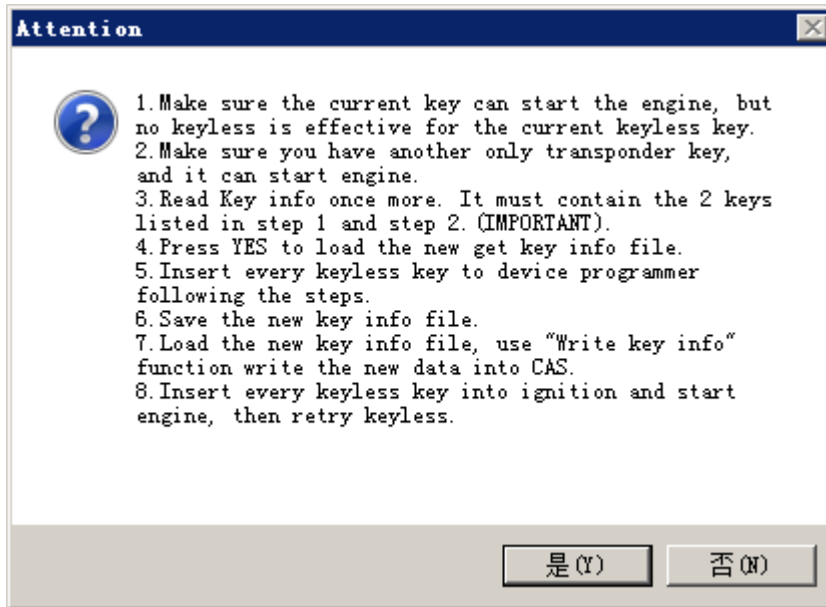 Attention
1.Make sure the current key can start the engine, but
no keyless is effective for the current keyless key.
2.Make sure you have another only transponder key,
and it can start engine.
3.Read Key info once more. It must contain the 2 keys
listed in step 1 and step 2. (IMPORTANT).
4.Press YES to load the new get key info file.
5.Insert every keyless key to device programmer
following the steps.
6.Save the new key info file.
7.Load the new key info file, use "Write key info"
function write the new data into CAS.
8.Insert every keyless key into ignition and start
engine, then retry keyless.
是(Y) 否(N)